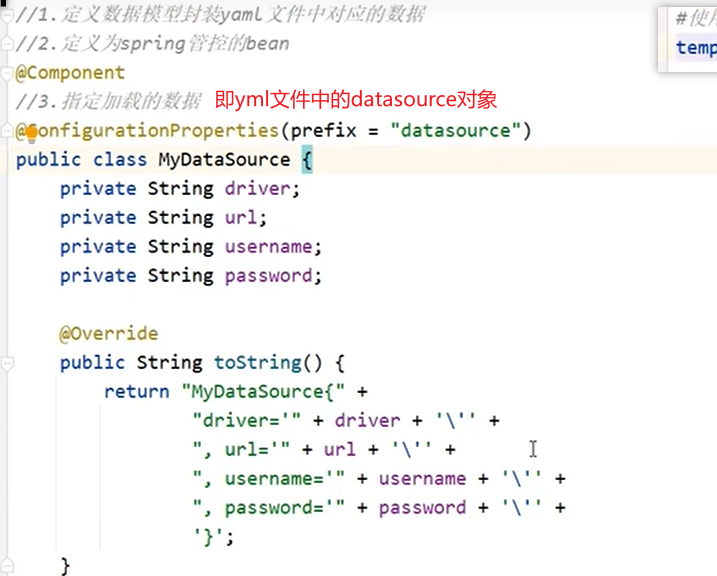 //1.定义数据模型封装yaml文件中对应的数据
//2.定义为spring管控的bean
@Component
//3.指定加载的数据 即yml文件中的datasource对象
@ConfigurationProperties(prefix = "datasource")
public class MyDataSource {
private String driver;
private String url;
private String username;
private String password;
@Override
public String toString() {
return "MyDataSource{" +
"driver='" + driver + '\'' +
", url='" + url + '\'' +
", username='" + username + '\'' +
", password='" + password + '\'' +
'}';
}
#使用
temp